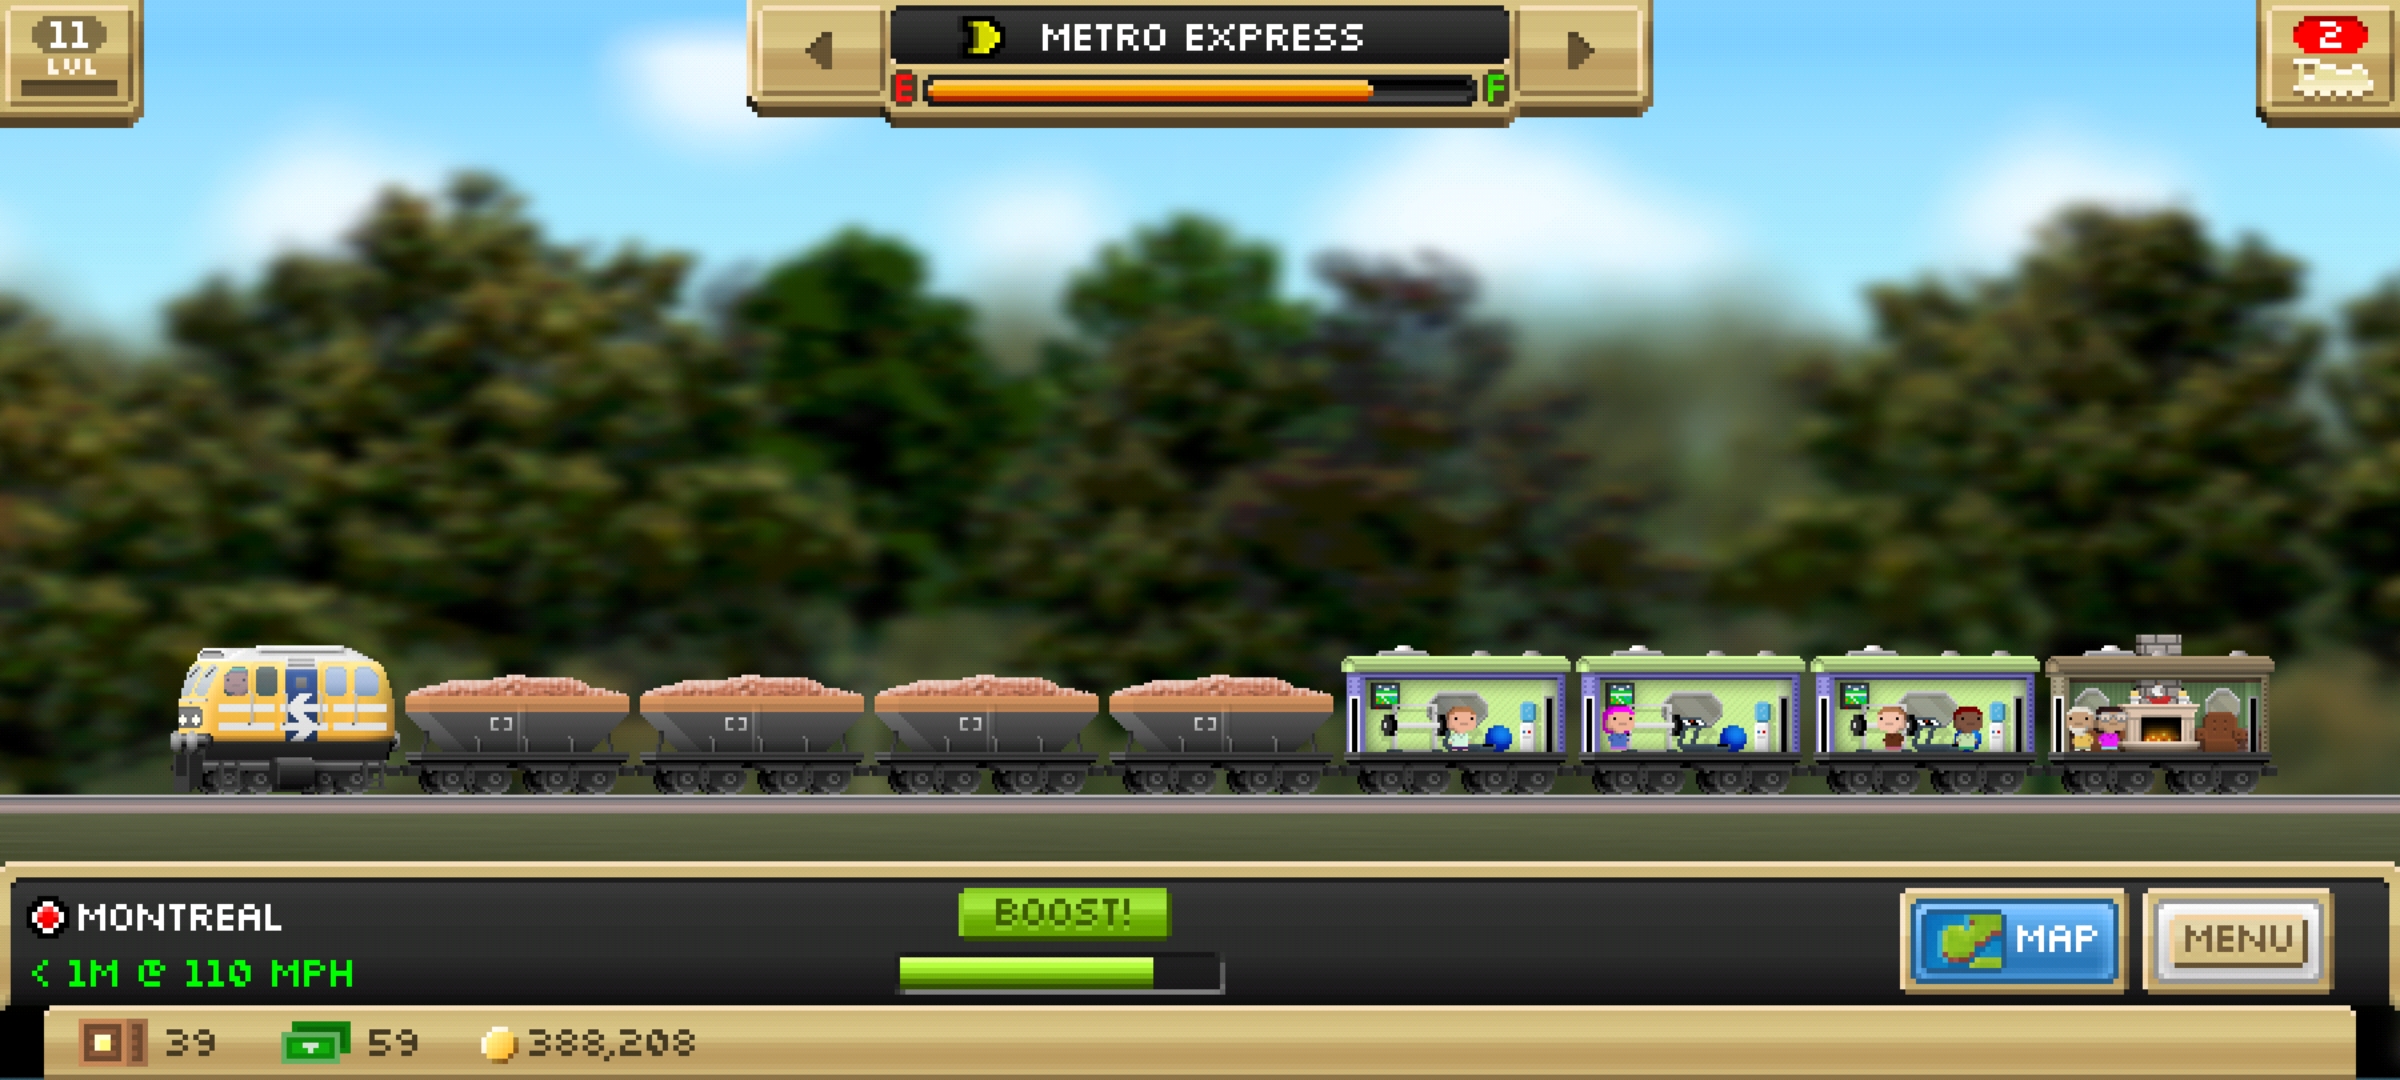 11
LVL
METRO EXPRESS
E F
2
MONTREAL
< 1M @ 110 MPH
BOOST!
MAP
MENU
39
59
388,208